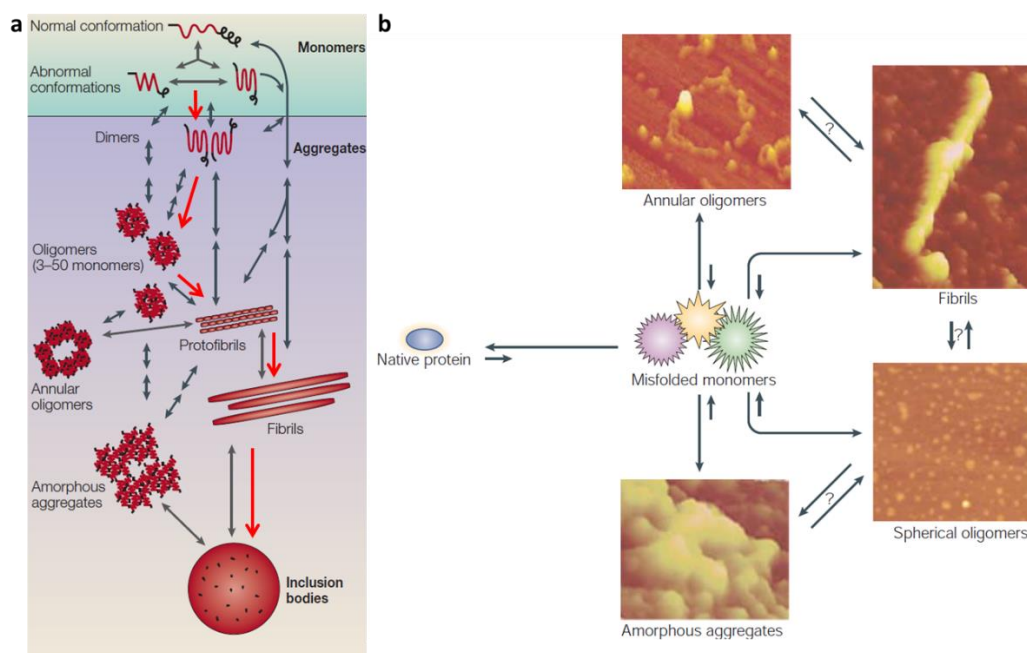 a
Normal conformation
Monomers
Abnormal
conformations
Dimers
Aggregates
Oligomers
(3–50 monomers)
Protofibrils
Annular
oligomers
Fibrils
Amorphous
aggregates
Inclusion
bodies
b
Annular oligomers
?
Fibrils
Native protein
Misfolded monomers
?
?
Spherical oligomers
Amorphous aggregates